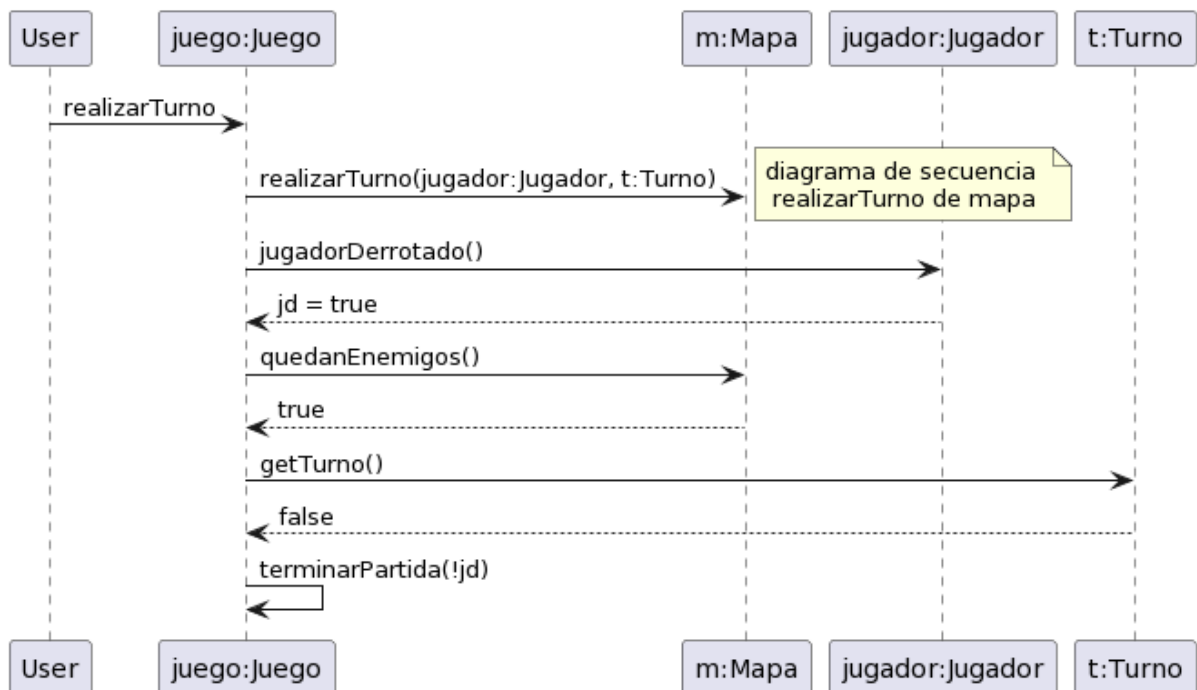 User
juego:Juego
m:Mapa
jugador:Jugador
t:Turno
realizarTurno
realizarTurno(jugador:Jugador, t:Turno)
diagrama de secuencia
realizarTurno de mapa
jugadorDerrotado()
jd = true
quedanEnemigos()
true
getTurno()
false
terminarPartida(!jd)
User
juego:Juego
m:Mapa
jugador:Jugador
t:Turno